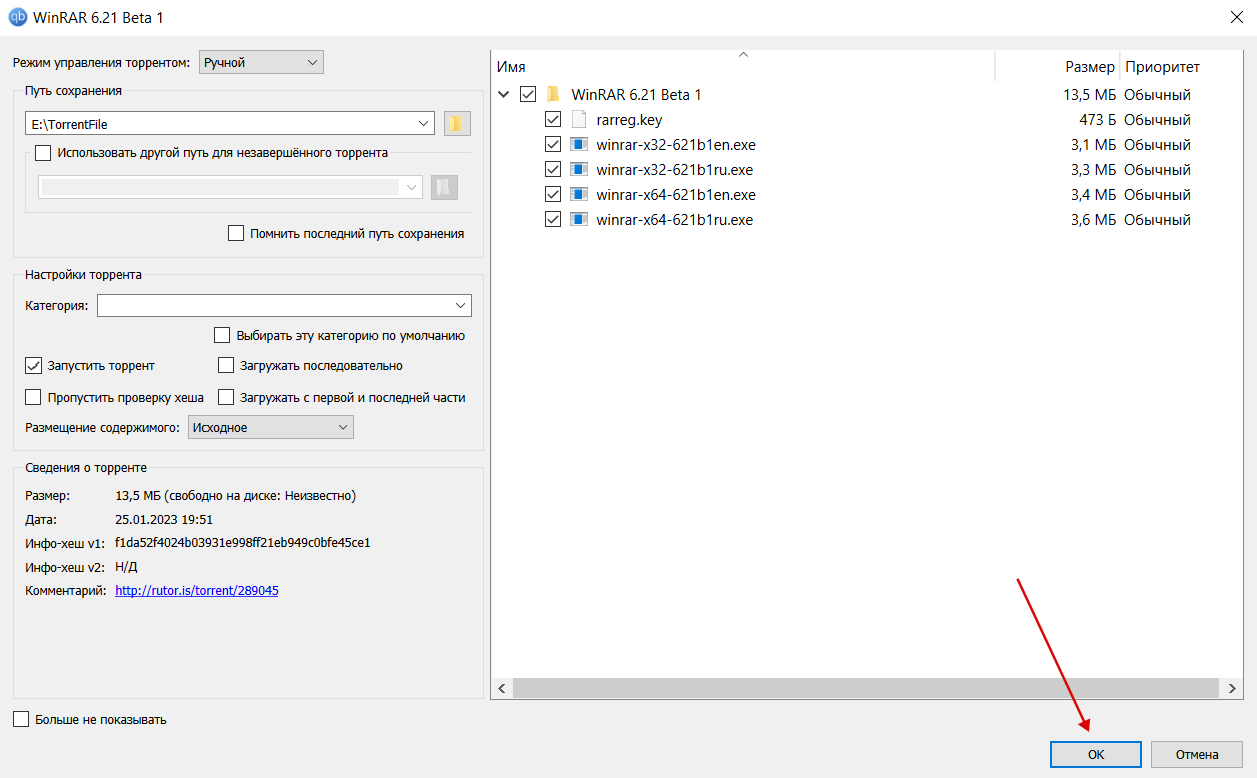 qb WinRAR 6.21 Beta 1
Режим управления торрентом: Ручной
Путь сохранения
E:\TorrentFile
Использовать другой путь для незавершённого торрента
Помнить последний путь сохранения
Настройки торрента
Категория:
Выбирать эту категорию по умолчанию
Запустить торрент Загружать последовательно
Пропустить проверку хеша Загружать с первой и последней части
Размещение содержимого: Исходное
Сведения о торренте
Размер: 13,5 МБ (свободно на диске: Неизвестно)
Дата: 25.01.2023 19:51
Инфо-хеш v1: f1da52f4024b03931e998ff21eb949c0bfe45ce1
Инфо-хеш v2: Н/Д
Комментарий: http://rutor.is/torrent/289045
Больше не показывать
Имя Размер Приоритет
WinRAR 6.21 Beta 1 13,5 МБ Обычный
rarreg.key 473 Б Обычный
winrar-x32-621b1en.exe 3,1 МБ Обычный
winrar-x32-621b1ru.exe 3,3 МБ Обычный
winrar-x64-621b1en.exe 3,4 МБ Обычный
winrar-x64-621b1ru.exe 3,6 МБ Обычный
OK Отмена